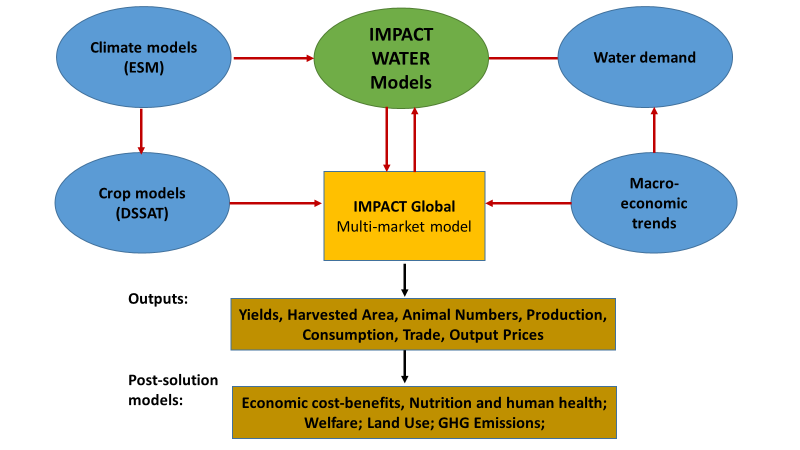 Climate models
(ESM)
IMPACT
WATER
Models
Water demand
Crop models
(DSSAT)
IMPACT Global
Multi-market model
Macro-
economic
trends
Outputs:
Yields, Harvested Area, Animal Numbers, Production,
Consumption, Trade, Output Prices
Post-solution
models:
Economic cost-benefits, Nutrition and human health;
Welfare; Land Use; GHG Emissions;